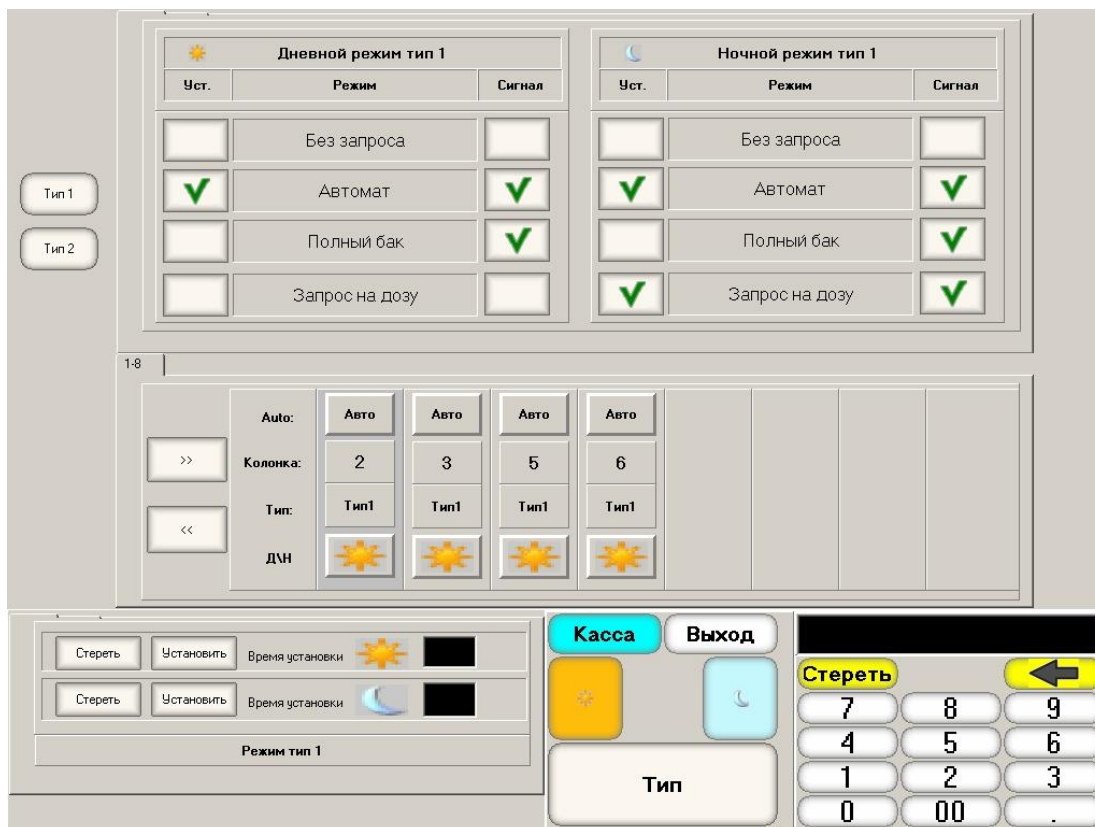 Дневной режим тип 1
Уст. Режим Сигнал
Без запроса
Автомат
Полный бак
Запрос на дозу
Ночной режим тип 1
Уст. Режим Сигнал
Без запроса
Автомат
Полный бак
Запрос на дозу
Тип 1
Тип 2
1-8
>>
<<
Auto: Авто Авто Авто Авто
Колонка: 2 3 5 6
Тип: Тип1 Тип1 Тип1 Тип1
Д\Н
Стереть Установить Время установки
Стереть Установить Время установки
Режим тип 1
Касса Выход
Тип
Стереть
7 8 9
4 5 6
1 2 3
0 00 .